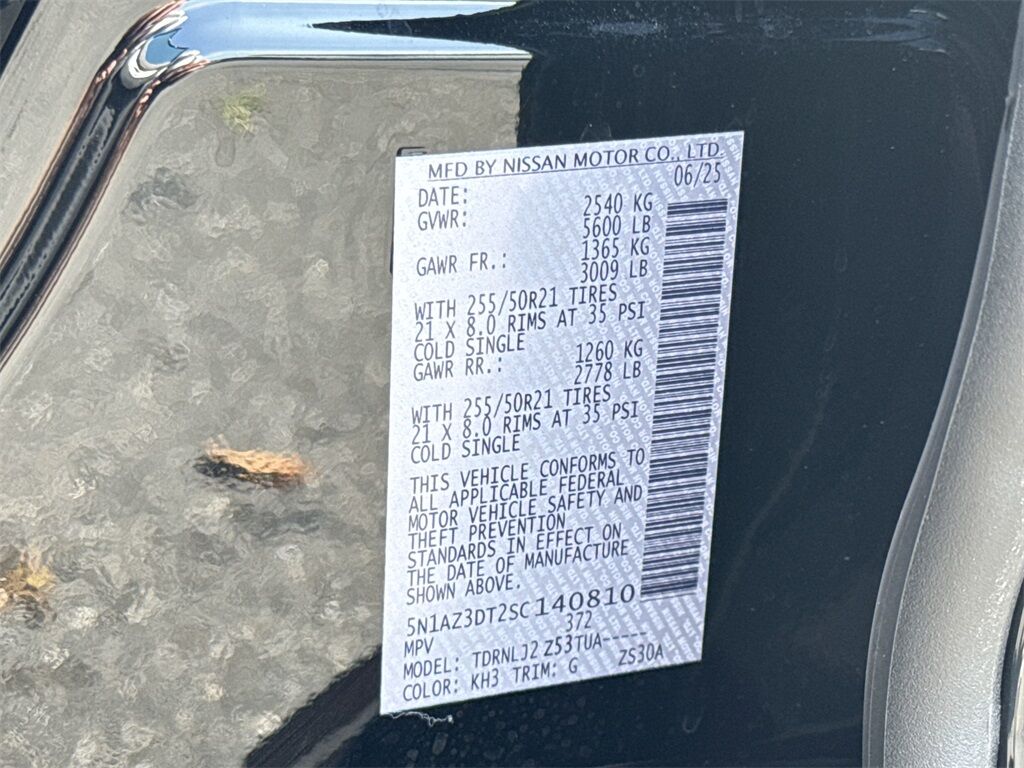 MFD BY NISSAN MOTOR CO., LTD.
DATE: 06/25
GVWR: 2540 KG
5600 LB
GAWR FR.: 1365 KG
3009 LB
WITH 255/50R21 TIRES
21 X 8.0 RIMS AT 35 PSI
COLD SINGLE
GAWR RR.: 1260 KG
2778 LB
WITH 255/50R21 TIRES
21 X 8.0 RIMS AT 35 PSI
COLD SINGLE
THIS VEHICLE CONFORMS TO
ALL APPLICABLE FEDERAL
MOTOR VEHICLE SAFETY AND
THEFT PREVENTION
STANDARDS IN EFFECT ON
THE DATE OF MANUFACTURE
SHOWN ABOVE.
5N1AZ3DT2SC140810
MPV 372
MODEL: TDRNLJ2 Z53TUA-----
COLOR: KH3 TRIM: G ZS30A